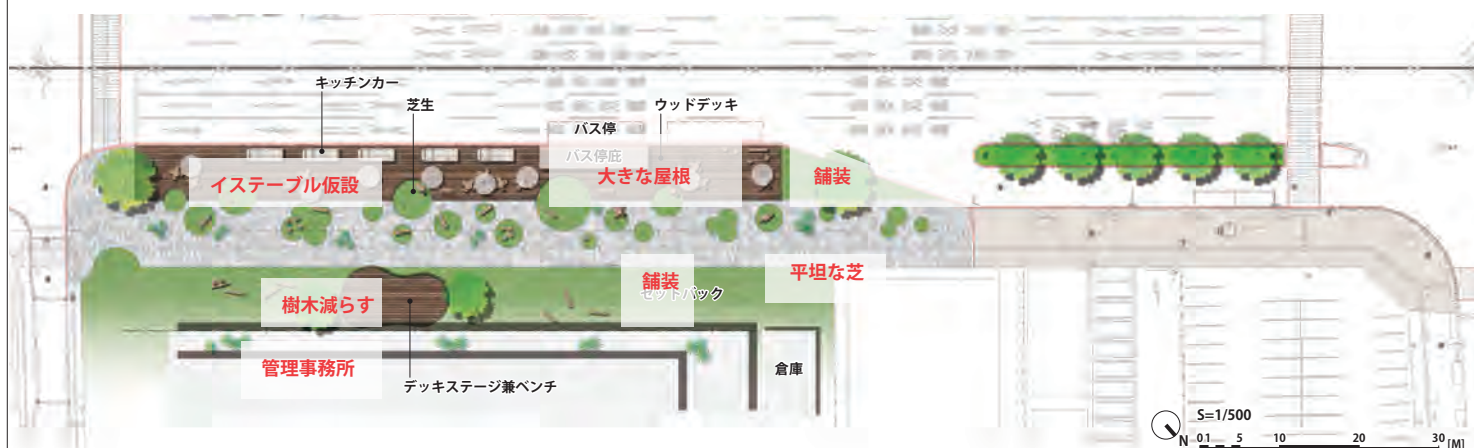 キッチンカー
芝生
ウッドデッキ
バス停
バス停庇
イステーブル仮設
大きな屋根
舗装
舗装
平坦な芝
セットバック
樹木減らす
管理事務所
倉庫
デッキステージ兼ベンチ
S=1/500
N
0 1 5 10 20 30 [M]